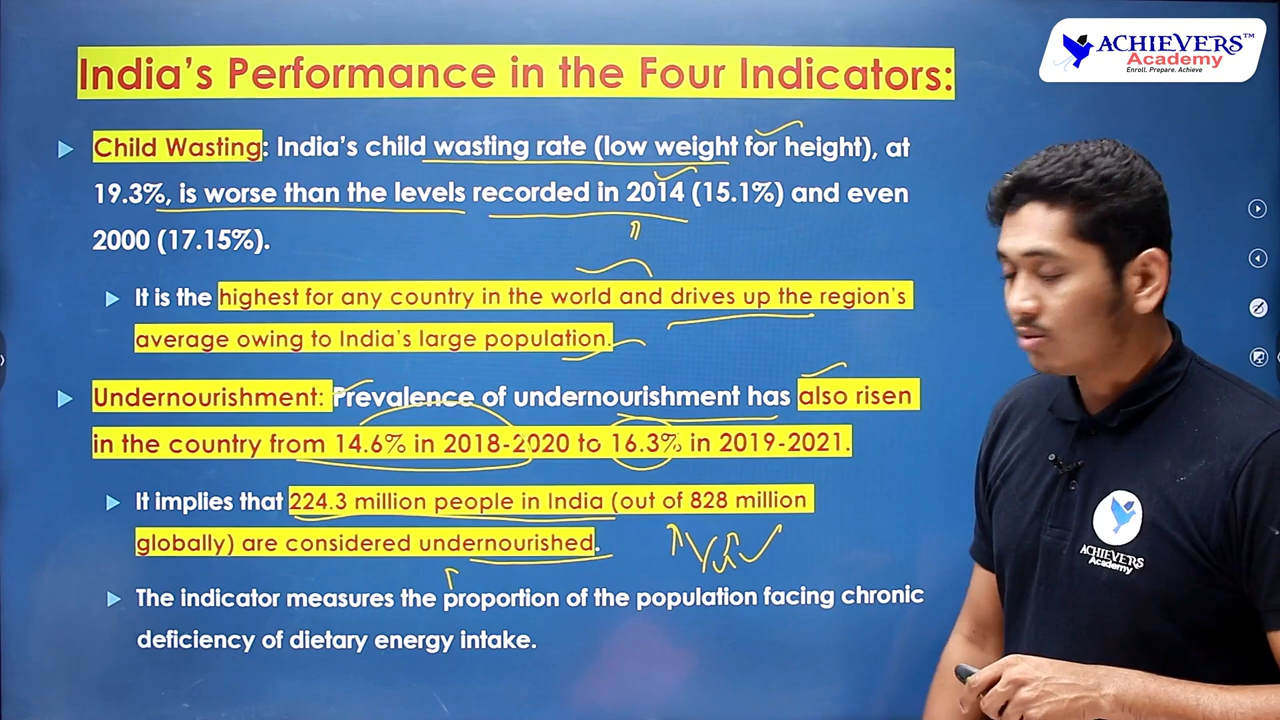 ACHIEVERS™
Academy
Enroll. Prepare. Achieve
India's Performance in the Four Indicators:
Child Wasting: India's child wasting rate (low weight for height), at
19.3%, is worse than the levels recorded in 2014 (15.1%) and even
2000 (17.15%).
It is the highest for any country in the world and drives up the region's
average owing to India's large population.
Undernourishment: Prevalence of undernourishment has also risen
in the country from 14.6% in 2018-2020 to 16.3% in 2019-2021.
It implies that 224.3 million people in India (out of 828 million
globally) are considered undernourished.
The indicator measures the proportion of the population facing chronic
deficiency of dietary energy intake.
ACHIEVERS
Academy